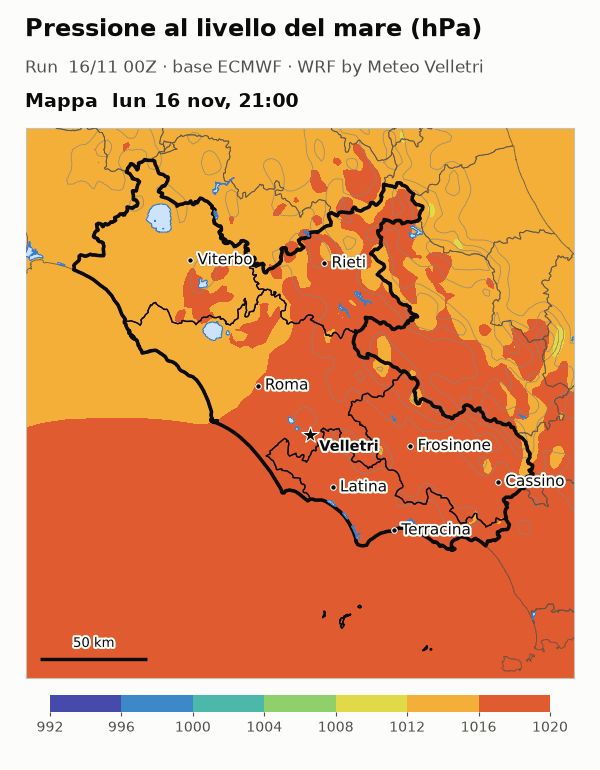 Pressione al livello del mare (hPa)
Run  16/11 00Z · base ECMWF · WRF by Meteo Velletri
Mappa  lun 16 nov, 21:00
Viterbo
Rieti
Roma
Velletri
Frosinone
Cassino
Latina
Terracina
50 km
992 996 1000 1004 1008 1012 1016 1020